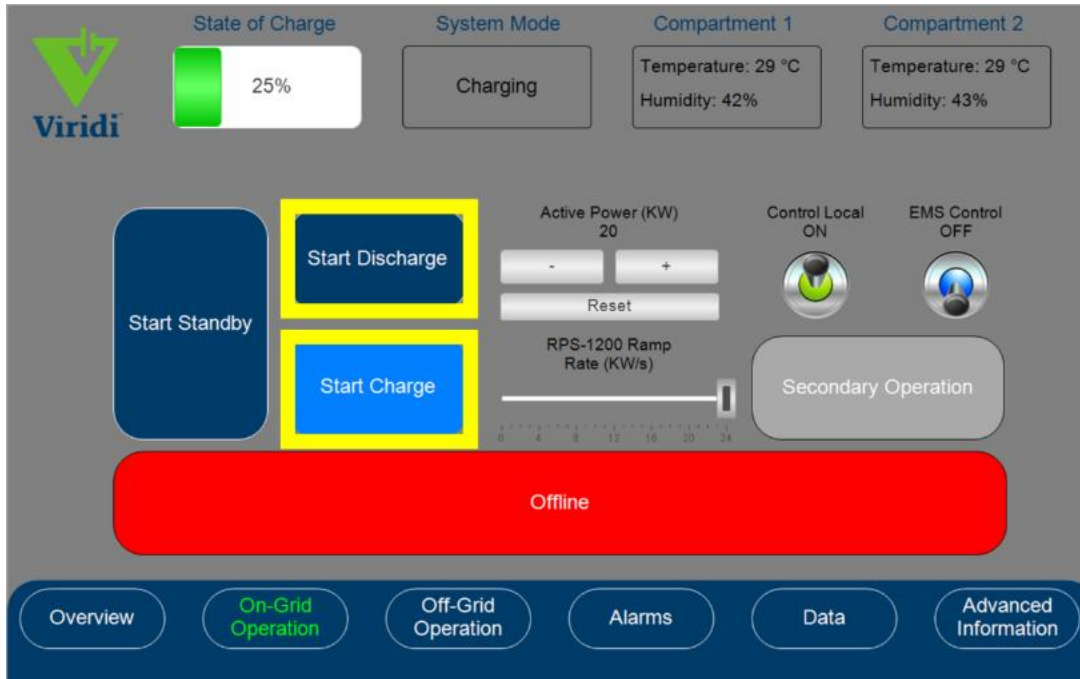 State of Charge
System Mode
Compartment 1
Compartment 2
Viridi
25%
Charging
Temperature: 29 °C
Humidity: 42%
Temperature: 29 °C
Humidity: 43%
Start Standby
Start Discharge
Start Charge
Active Power (KW)
20
-
+
Reset
RPS-1200 Ramp
Rate (KW/s)
0 4 8 12 16 20 24
Control Local
ON
EMS Control
OFF
Secondary Operation
Offline
Overview
On-Grid
Operation
Off-Grid
Operation
Alarms
Data
Advanced
Information